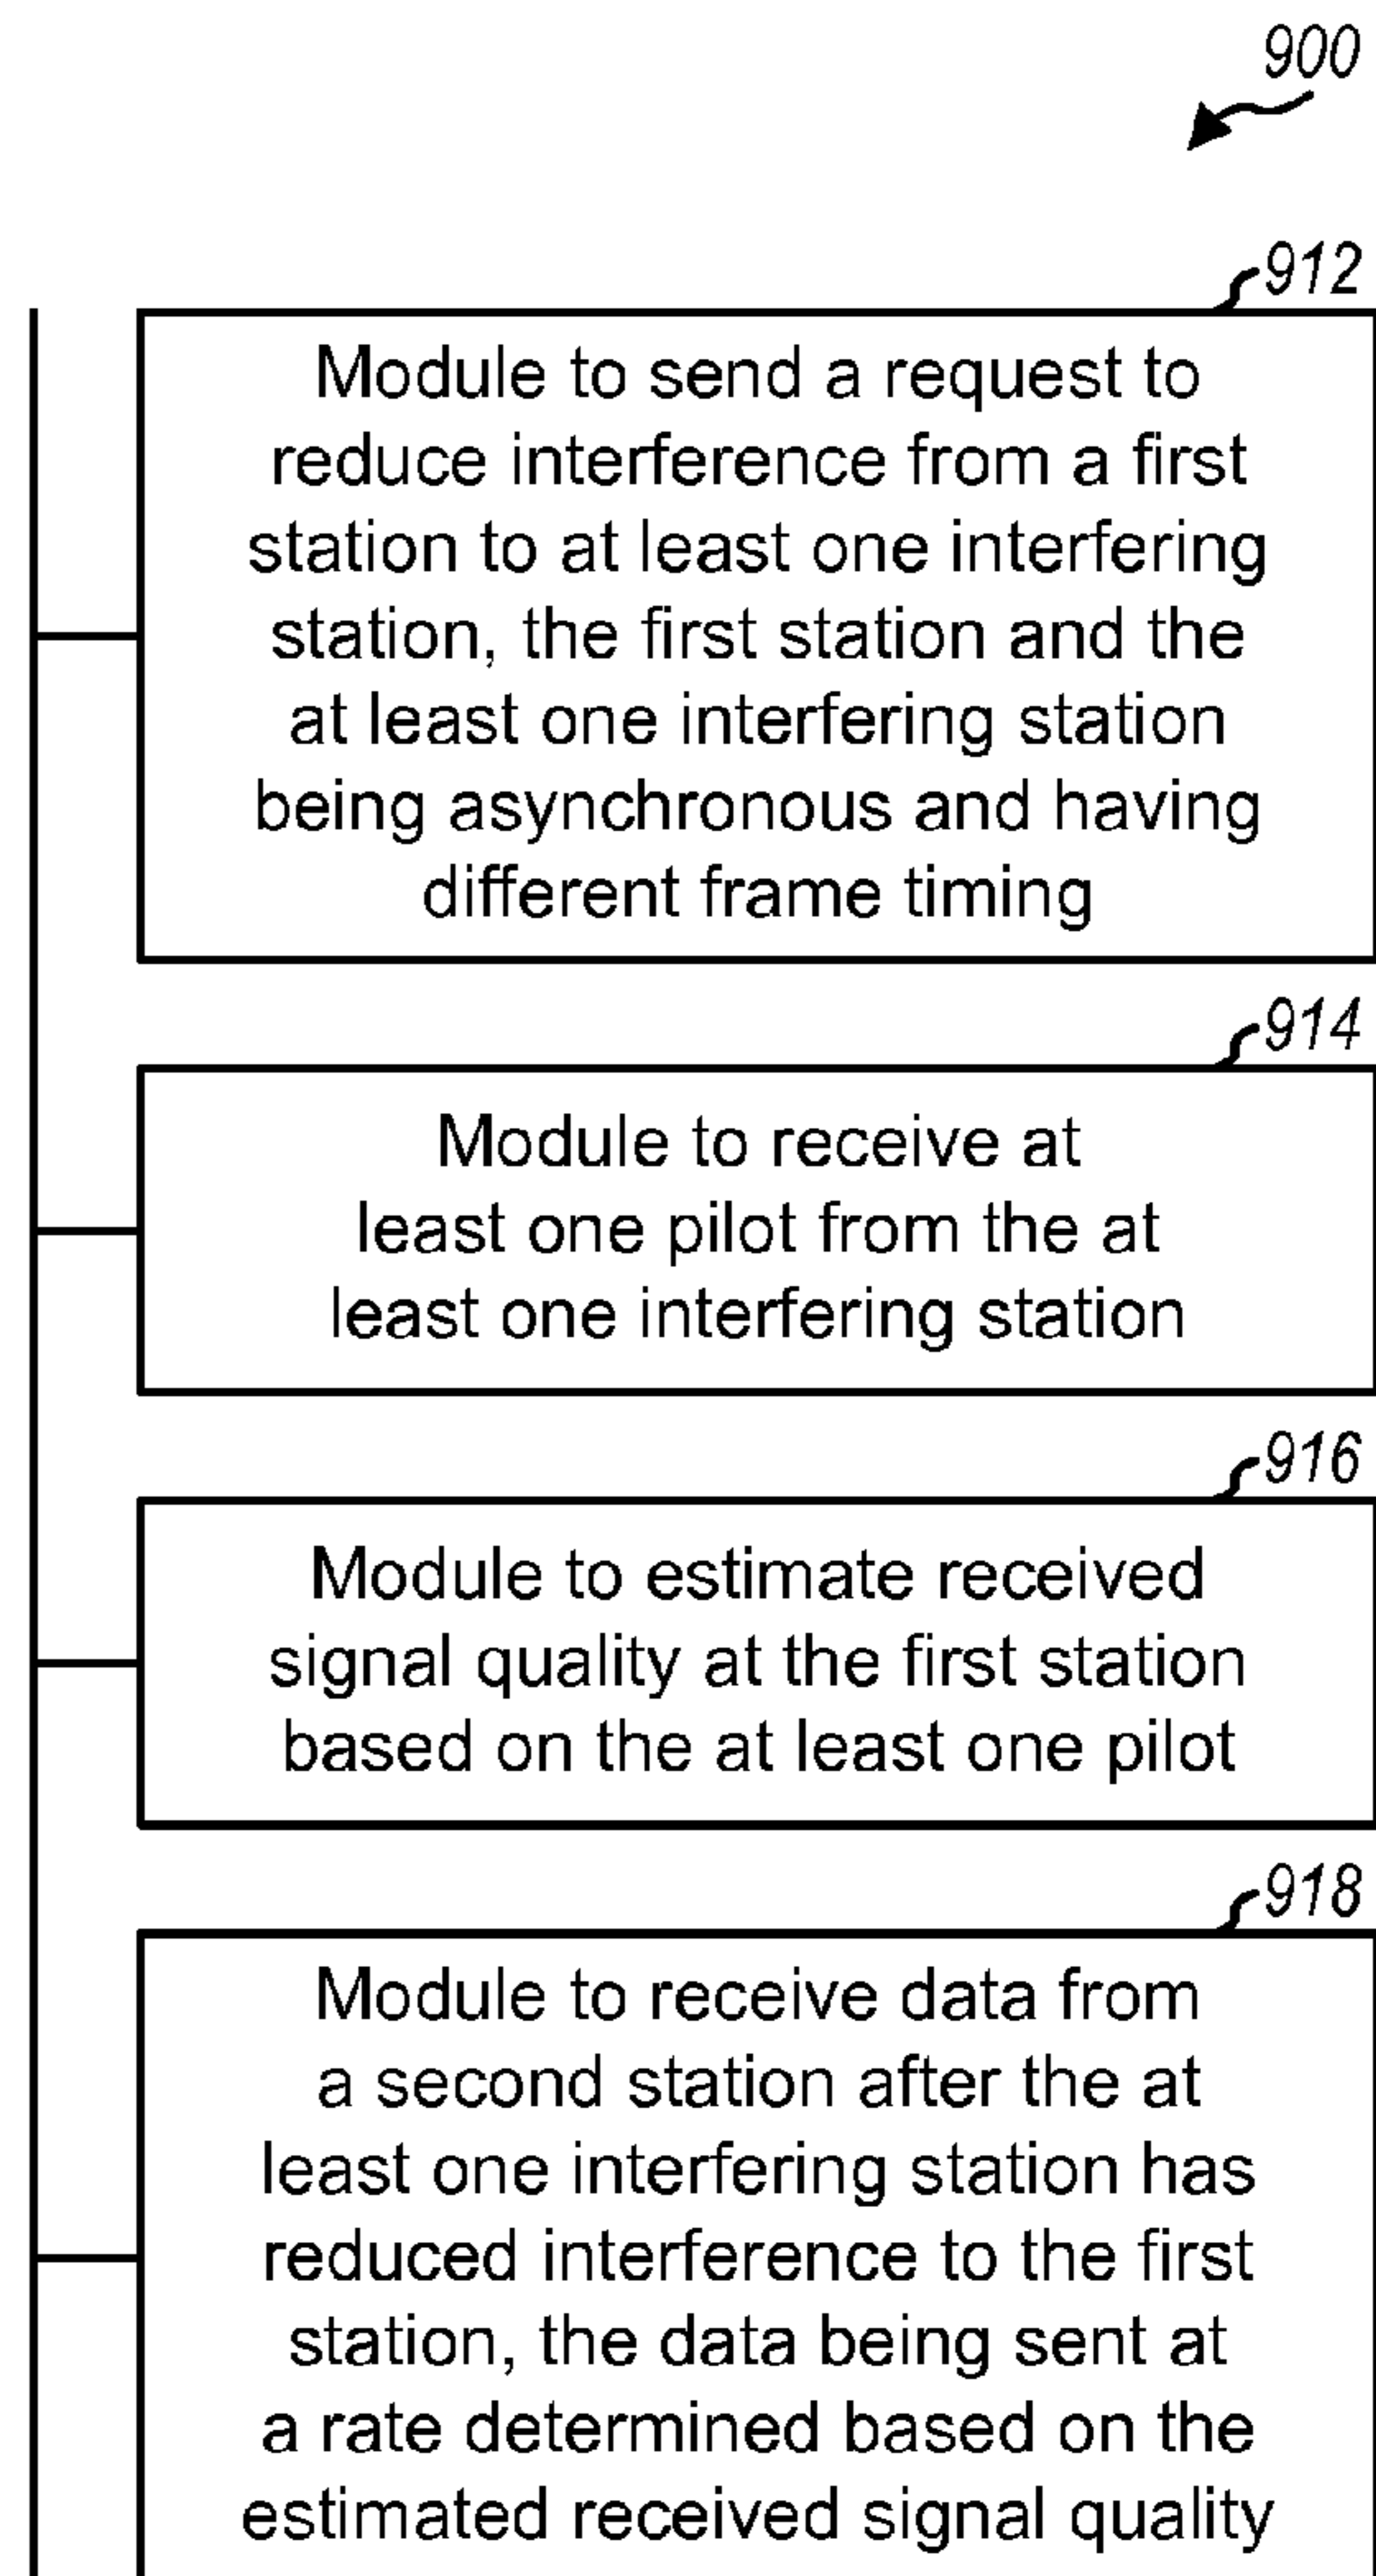 900
912
Module to send a request to
reduce interference from a first
station to at least one interfering
station, the first station and the
at least one interfering station
being asynchronous and having
different frame timing
914
Module to receive at
least one pilot from the at
least one interfering station
916
Module to estimate received
signal quality at the first station
based on the at least one pilot
918
Module to receive data from
a second station after the at
least one interfering station has
reduced interference to the first
station, the data being sent at
a rate determined based on the
estimated received signal quality